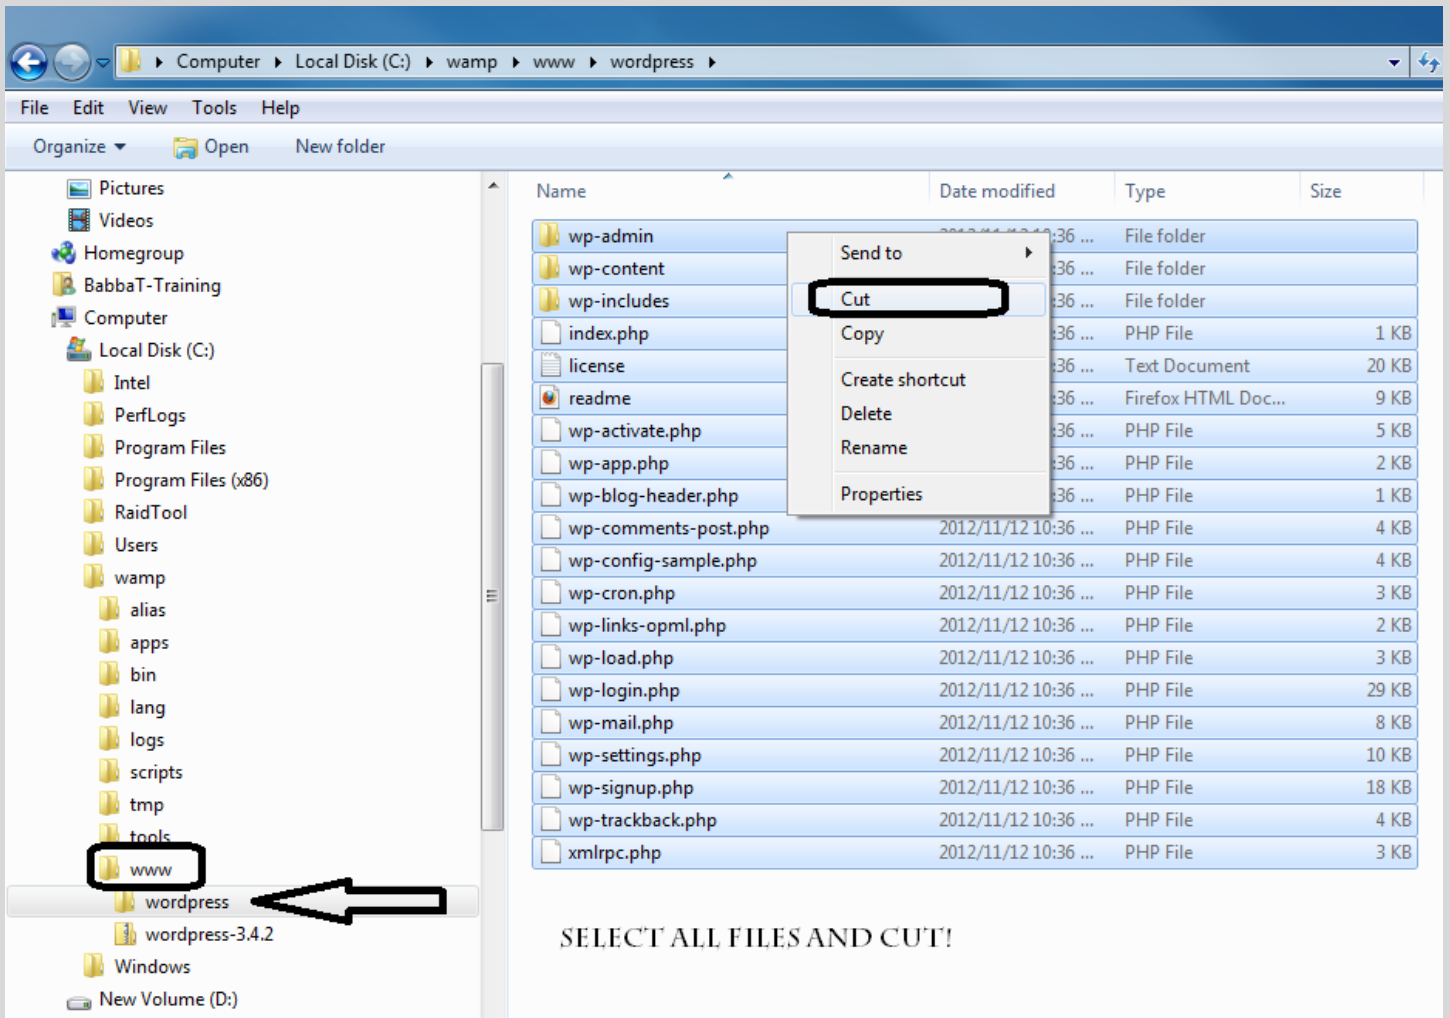 Computer Local Disk (C:) wamp www wordpress
File Edit View Tools Help
Organize Open New folder
Pictures
Videos
Homegroup
BabbaT-Training
Computer
Local Disk (C:)
Intel
PerfLogs
Program Files
Program Files (x86)
RaidTool
Users
wamp
alias
apps
bin
lang
logs
scripts
tmp
tools
www
wordpress
wordpress-3.4.2
Windows
New Volume (D:)
Name Date modified Type Size
wp-admin :36 ... File folder
wp-content :36 ... File folder
wp-includes :36 ... File folder
index.php :36 ... PHP File 1 KB
license :36 ... Text Document 20 KB
readme :36 ... Firefox HTML Doc... 9 KB
wp-activate.php :36 ... PHP File 5 KB
wp-app.php :36 ... PHP File 2 KB
wp-blog-header.php :36 ... PHP File 1 KB
wp-comments-post.php 2012/11/12 10:36 ... PHP File 4 KB
wp-config-sample.php 2012/11/12 10:36 ... PHP File 4 KB
wp-cron.php 2012/11/12 10:36 ... PHP File 3 KB
wp-links-opml.php 2012/11/12 10:36 ... PHP File 2 KB
wp-load.php 2012/11/12 10:36 ... PHP File 3 KB
wp-login.php 2012/11/12 10:36 ... PHP File 29 KB
wp-mail.php 2012/11/12 10:36 ... PHP File 8 KB
wp-settings.php 2012/11/12 10:36 ... PHP File 10 KB
wp-signup.php 2012/11/12 10:36 ... PHP File 18 KB
wp-trackback.php 2012/11/12 10:36 ... PHP File 4 KB
xmlrpc.php 2012/11/12 10:36 ... PHP File 3 KB
Send to
Cut
Copy
Create shortcut
Delete
Rename
Properties
SELECT ALL FILES AND CUT!